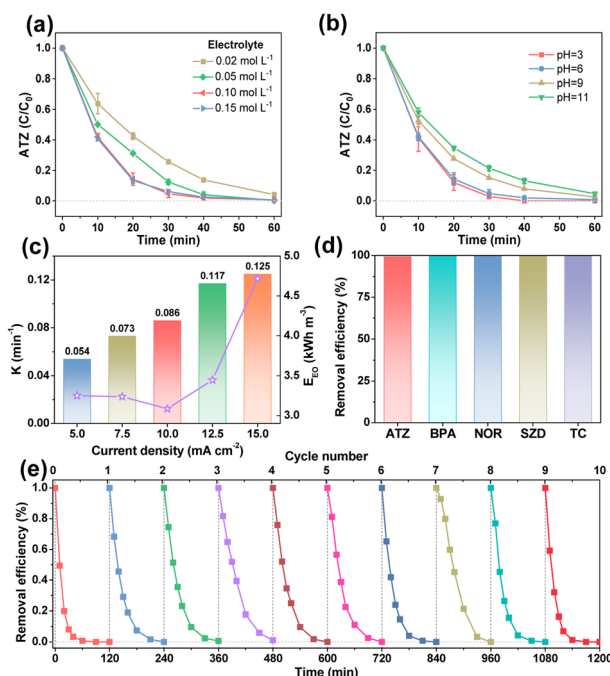 (a)
Electrolyte
0.02 mol L⁻¹
0.05 mol L⁻¹
0.10 mol L⁻¹
0.15 mol L⁻¹
ATZ (C/C₀)
1.0
0.8
0.6
0.4
0.2
0.0
0 10 20 30 40 50 60
Time (min)
(b)
pH=3
pH=6
pH=9
pH=11
ATZ (C/C₀)
1.0
0.8
0.6
0.4
0.2
0.0
0 10 20 30 40 50 60
Time (min)
(c)
K (min⁻¹)
0.12
0.08
0.04
0.00
0.054
0.073
0.086
0.117
0.125
5.0
4.5
4.0
3.5
3.0
E_EO (kWh m⁻³)
5.0 7.5 10.0 12.5 15.0
Current density (mA cm⁻²)
(d)
Removal efficiency (%)
100
75
50
25
0
ATZ BPA NOR SZD TC
(e)
Cycle number
0 1 2 3 4 5 6 7 8 9 10
Removal efficiency (%)
1.0
0.8
0.6
0.4
0.2
0.0
0 120 240 360 480 600 720 840 960 1080 1200
Time (min)